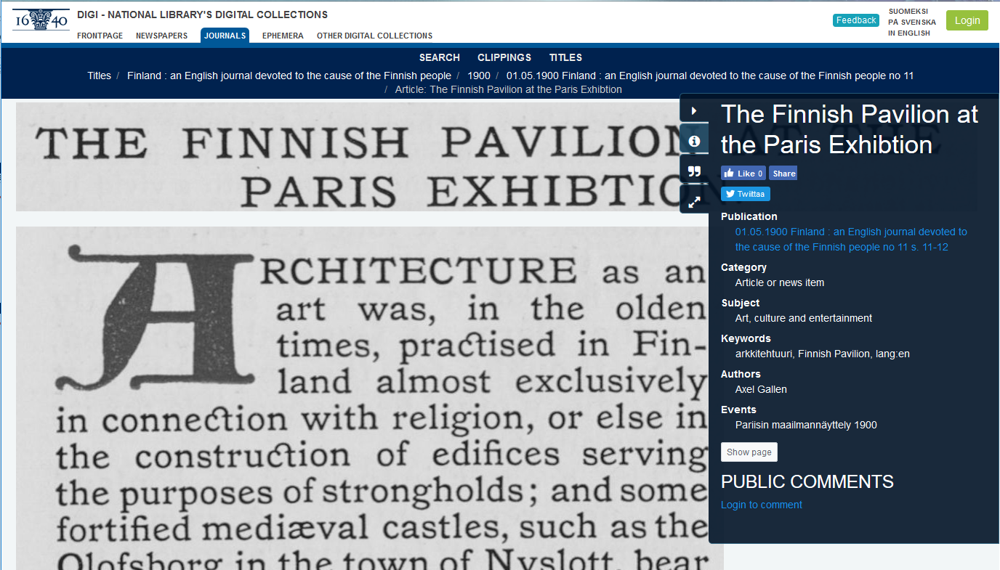 16 40
DIGI - NATIONAL LIBRARY'S DIGITAL COLLECTIONS
FRONTPAGE NEWSPAPERS JOURNALS EPHEMERA OTHER DIGITAL COLLECTIONS
Feedback
SUOMEKSI
PÅ SVENSKA
IN ENGLISH
Login
SEARCH CLIPPINGS TITLES
Titles / Finland : an English journal devoted to the cause of the Finnish people / 1900 / 01.05.1900 Finland : an English journal devoted to the cause of the Finnish people no 11
/ Article: The Finnish Pavilion at the Paris Exhibtion
THE FINNISH PAVILION AT THE
PARIS EXHIBTION.
ARCHITECTURE as an
art was, in the olden
times, practised in Fin-
land almost exclusively
in connection with religion, or else in
the construction of edifices serving
the purposes of strongholds; and some
fortified mediæval castles, such as the
Olofsborg in the town of Nyslott, bear
The Finnish Pavilion at
the Paris Exhibtion
Like 0 Share
Twiittaa
Publication
01.05.1900 Finland : an English journal devoted to
the cause of the Finnish people no 11 s. 11-12
Category
Article or news item
Subject
Art, culture and entertainment
Keywords
arkkitehtuuri, Finnish Pavilion, lang:en
Authors
Axel Gallen
Events
Pariisin maailmannäyttely 1900
Show page
PUBLIC COMMENTS
Login to comment